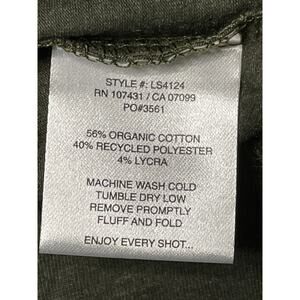 STYLE #: LS4124
RN 107431 / CA 07099
PO#3561
56% ORGANIC COTTON
40% RECYCLED POLYESTER
4% LYCRA
MACHINE WASH COLD
TUMBLE DRY LOW
REMOVE PROMPTLY
FLUFF AND FOLD
ENJOY EVERY SHOT...